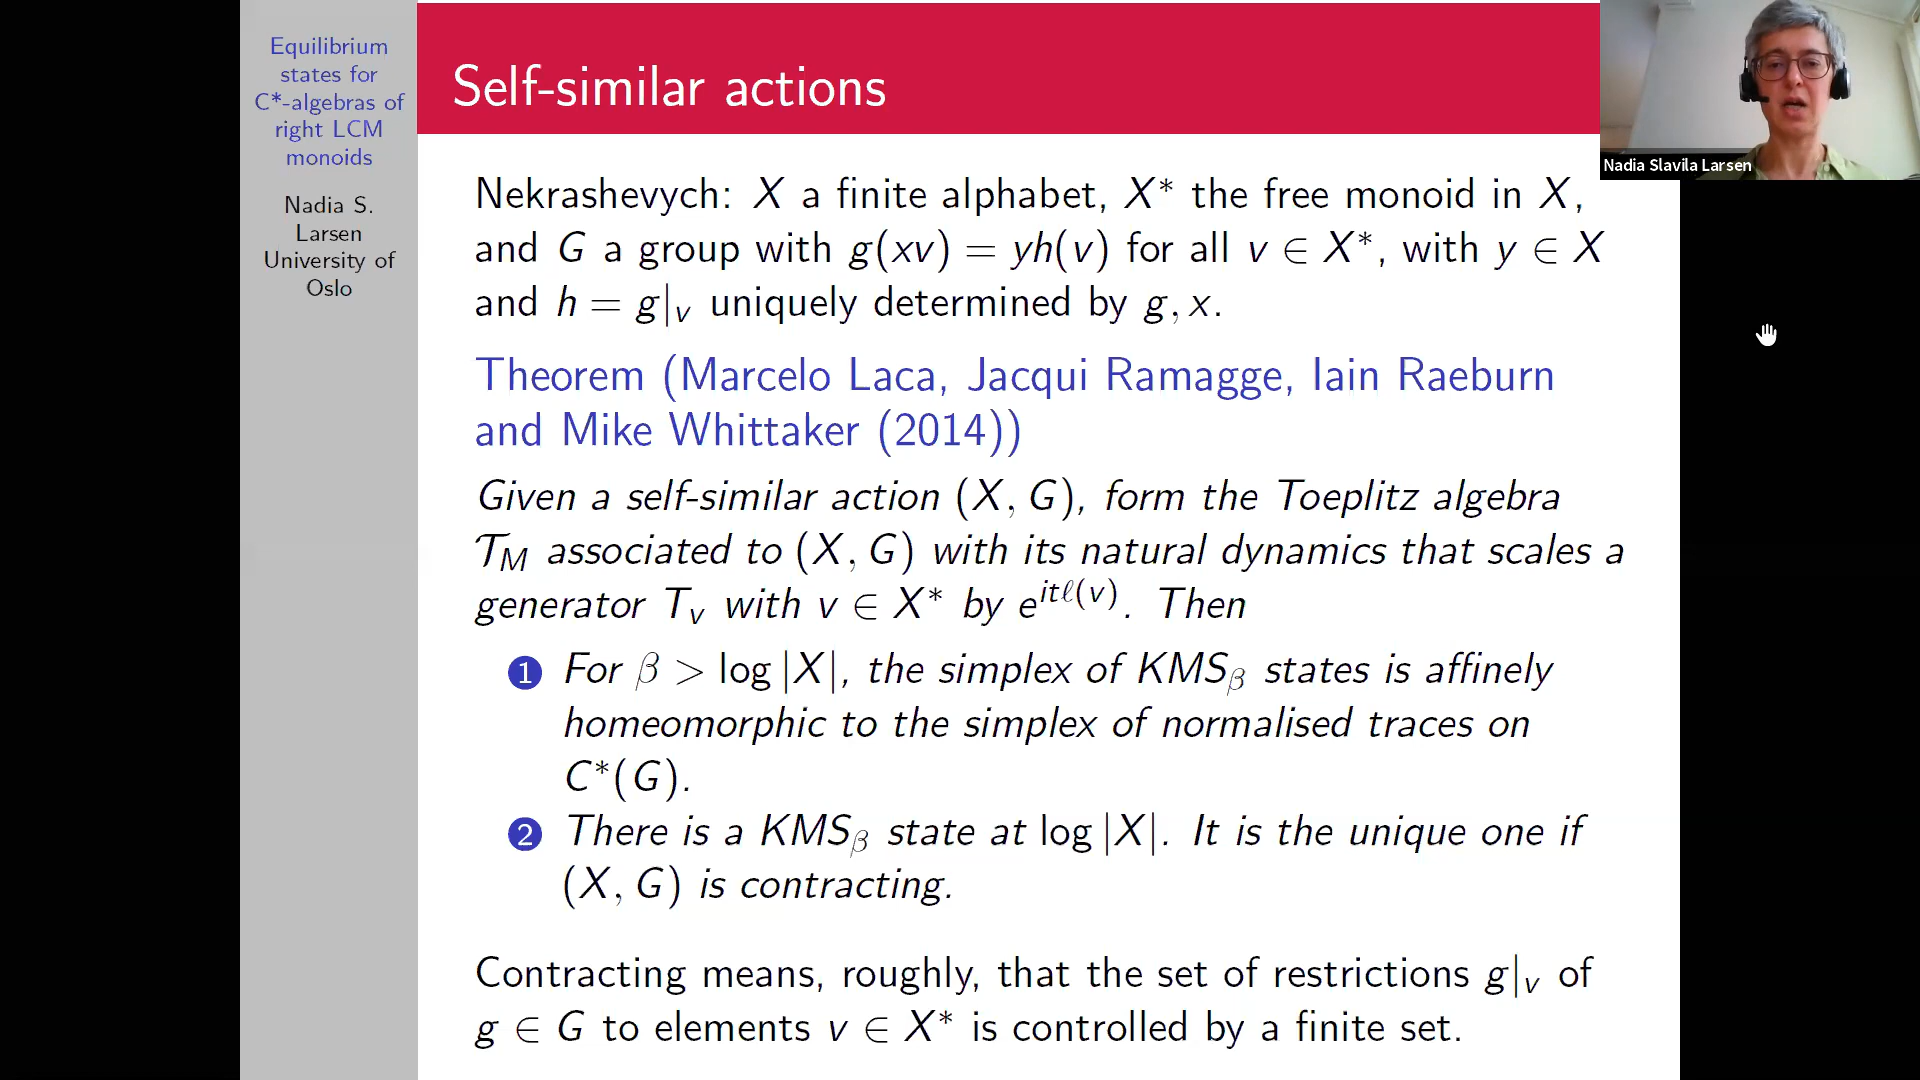 Equilibrium
states for
C*-algebras of
right LCM
monoids
Nadia S.
Larsen
University of
Oslo
Self-similar actions
Nekrashevych: X a finite alphabet, X* the free monoid in X,
and G a group with g(xv) = yh(v) for all v ∈ X*, with y ∈ X
and h = g|ᵥ uniquely determined by g, x.
Theorem (Marcelo Laca, Jacqui Ramagge, Iain Raeburn
and Mike Whittaker (2014))
Given a self-similar action (X, G), form the Toeplitz algebra
𝒯_M associated to (X, G) with its natural dynamics that scales a
generator T_v with v ∈ X* by e^{itℓ(v)}. Then
1 For β > log |X|, the simplex of KMS_β states is affinely
homeomorphic to the simplex of normalised traces on
C*(G).
2 There is a KMS_β state at log |X|. It is the unique one if
(X, G) is contracting.
Contracting means, roughly, that the set of restrictions g|ᵥ of
g ∈ G to elements v ∈ X* is controlled by a finite set.
Nadia Slavila Larsen